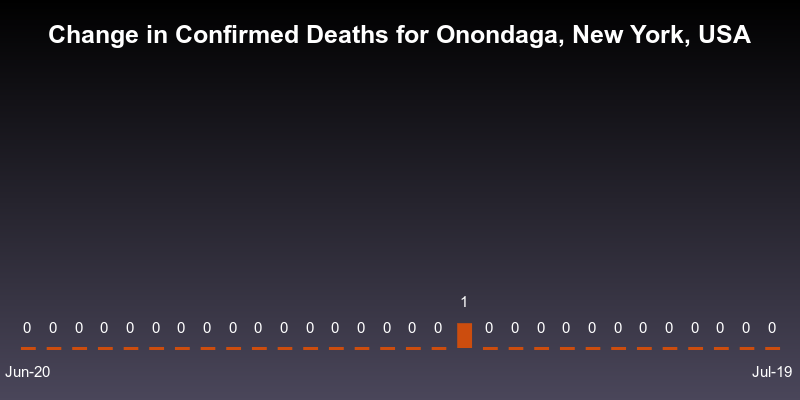 Change in Confirmed Deaths for Onondaga, New York, USA
1
0 0 0 0 0 0 0 0 0 0 0 0 0 0 0 0 0 0 0 0 0 0 0 0 0 0 0 0 0
Jun-20 Jul-19